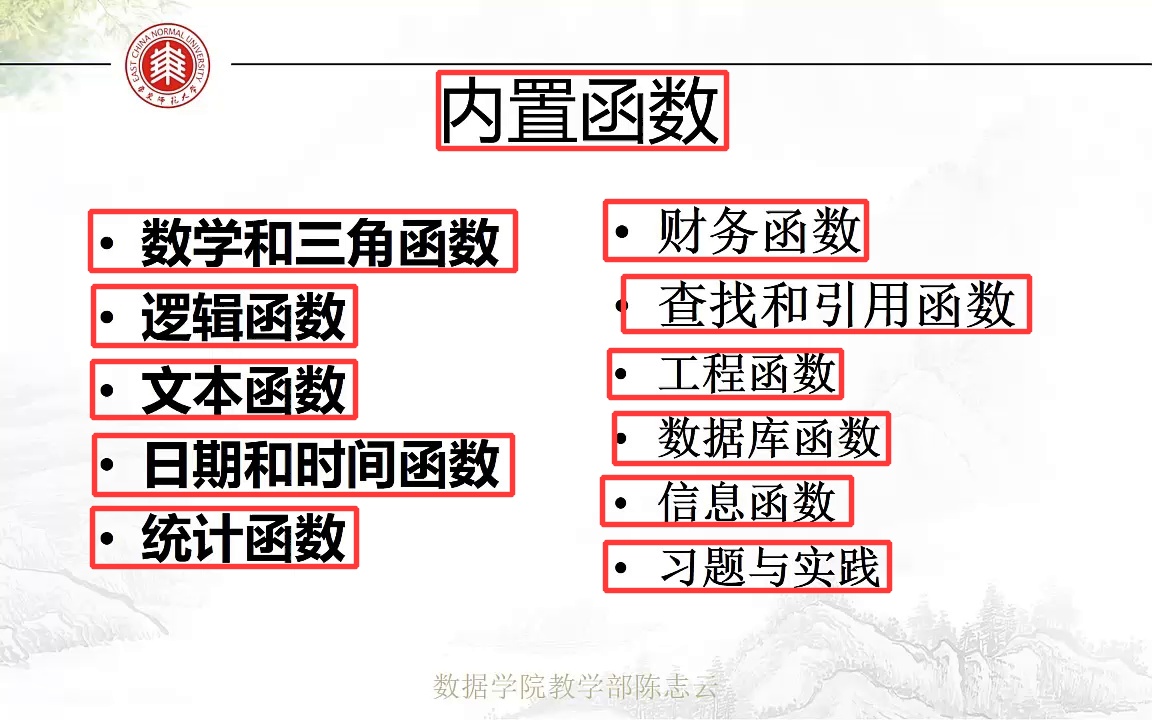 EAST CHINA NORMAL UNIVERSITY
华东师范大学
内置函数
• 数学和三角函数
• 逻辑函数
• 文本函数
• 日期和时间函数
• 统计函数
• 财务函数
• 查找和引用函数
• 工程函数
• 数据库函数
• 信息函数
• 习题与实践
数据学院教学部陈志云